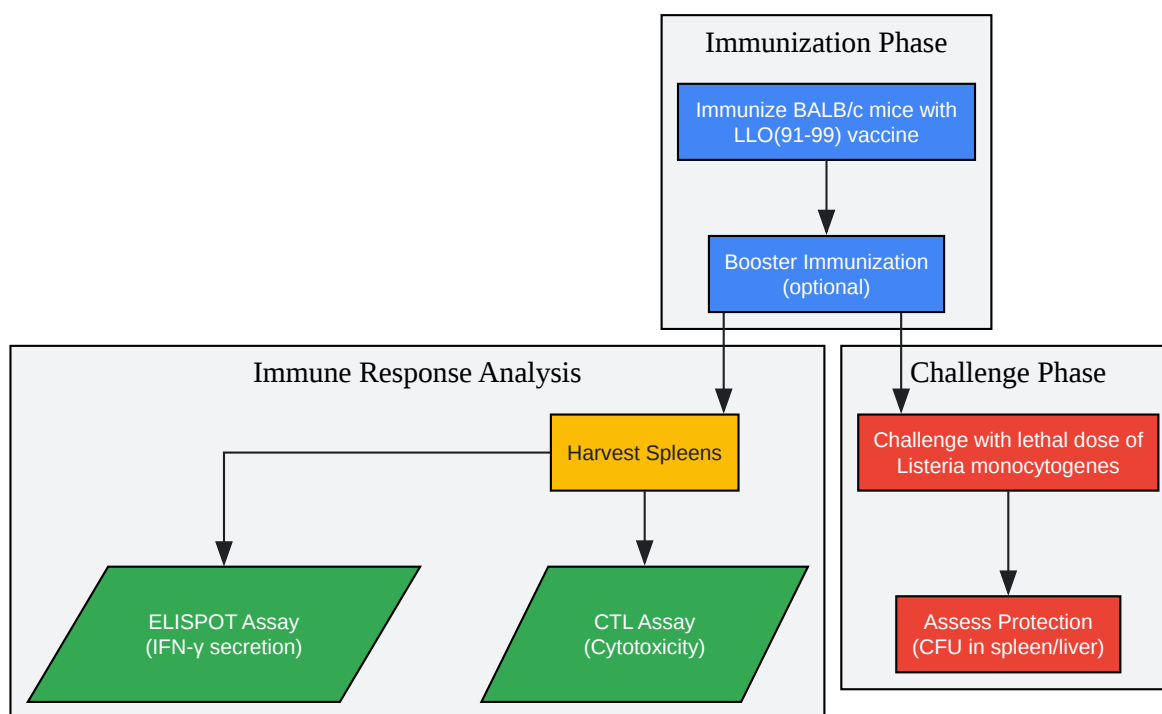 Immunization Phase
Immunize BALB/c mice with
LLO(91-99) vaccine
Booster Immunization
(optional)
Immune Response Analysis
Harvest Spleens
ELISPOT Assay
(IFN-γ secretion)
CTL Assay
(Cytotoxicity)
Challenge Phase
Challenge with lethal dose of
Listeria monocytogenes
Assess Protection
(CFU in spleen/liver)